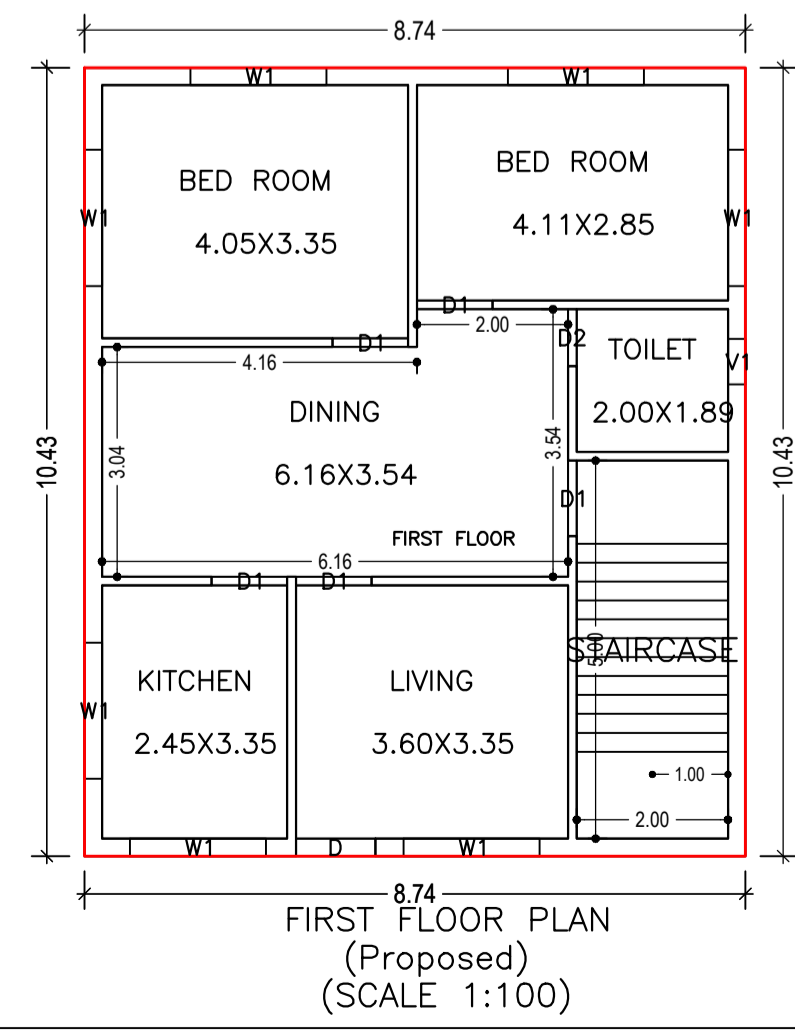 8.74
W1
W1
BED ROOM
4.05X3.35
BED ROOM
4.11X2.85
W1
W1
D1
2.00
D1
D2
TOILET
2.00X1.89
V1
4.16
DINING
6.16X3.54
3.04
3.54
10.43
10.43
D1
FIRST FLOOR
6.16
D1
D1
STAIRCASE
5.00
KITCHEN
2.45X3.35
LIVING
3.60X3.35
W1
1.00
2.00
W1
D
W1
8.74
FIRST FLOOR PLAN
(Proposed)
(SCALE 1:100)